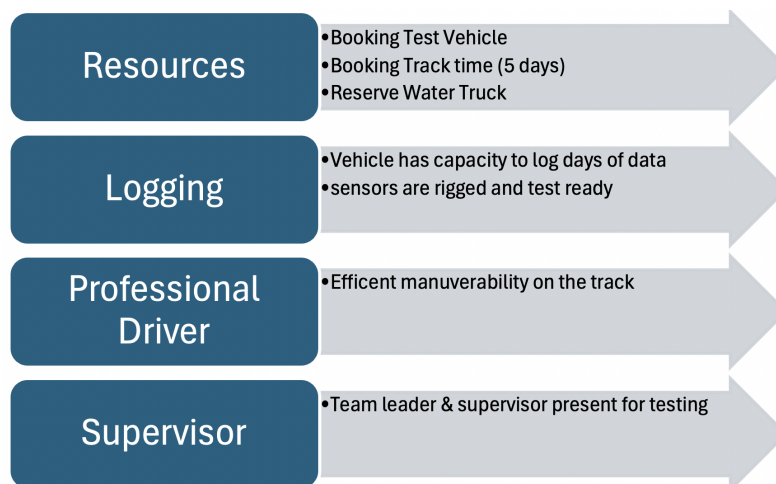 Resources
•Booking Test Vehicle
•Booking Track time (5 days)
•Reserve Water Truck
Logging
•Vehicle has capacity to log days of data
•sensors are rigged and test ready
Professional
Driver
•Efficent manuverability on the track
Supervisor
•Team leader & supervisor present for testing